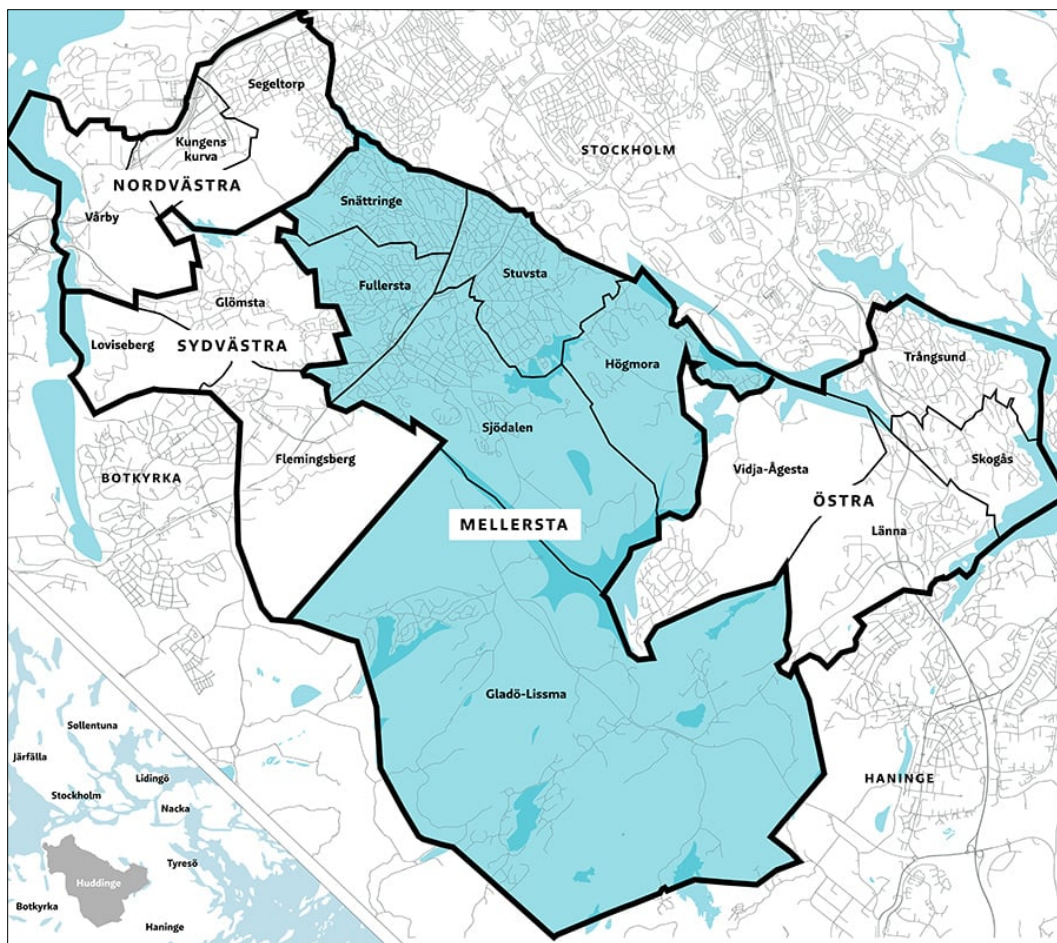 Segeltorp
Kungens
kurva
STOCKHOLM
NORDVÄSTRA
Snättringe
Vårby
Stuvsta
Fullersta
Glömsta
Loviseberg
SYDVÄSTRA
Högmora
Trångsund
Sjödalen
Flemingsberg
Skogås
BOTKYRKA
Vidja-Ågesta
ÖSTRA
MELLERSTA
Länna
Gladö-Lissma
HANINGE
Sollentuna
Järfälla
Lidingö
Stockholm
Nacka
Tyresö
Huddinge
Botkyrka
Haninge